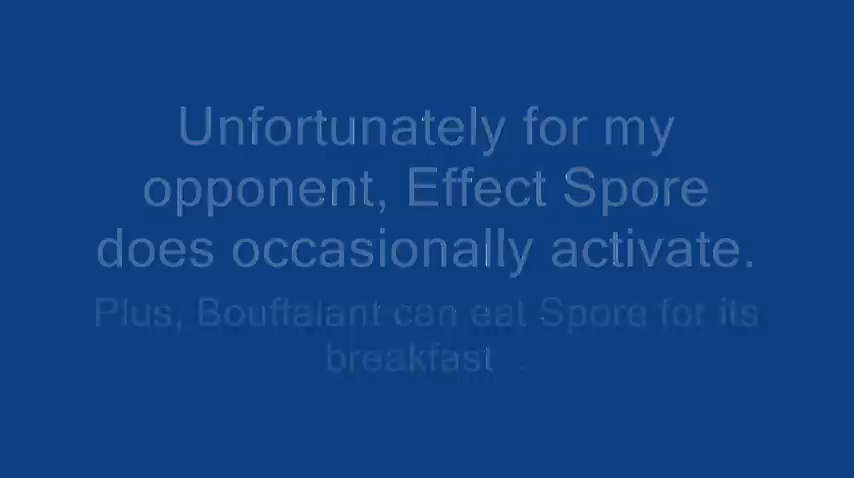 Unfortunately for my
opponent, Effect Spore
does occasionally activate.
Plus, Bouffalant can eat Spore for its
breakfast